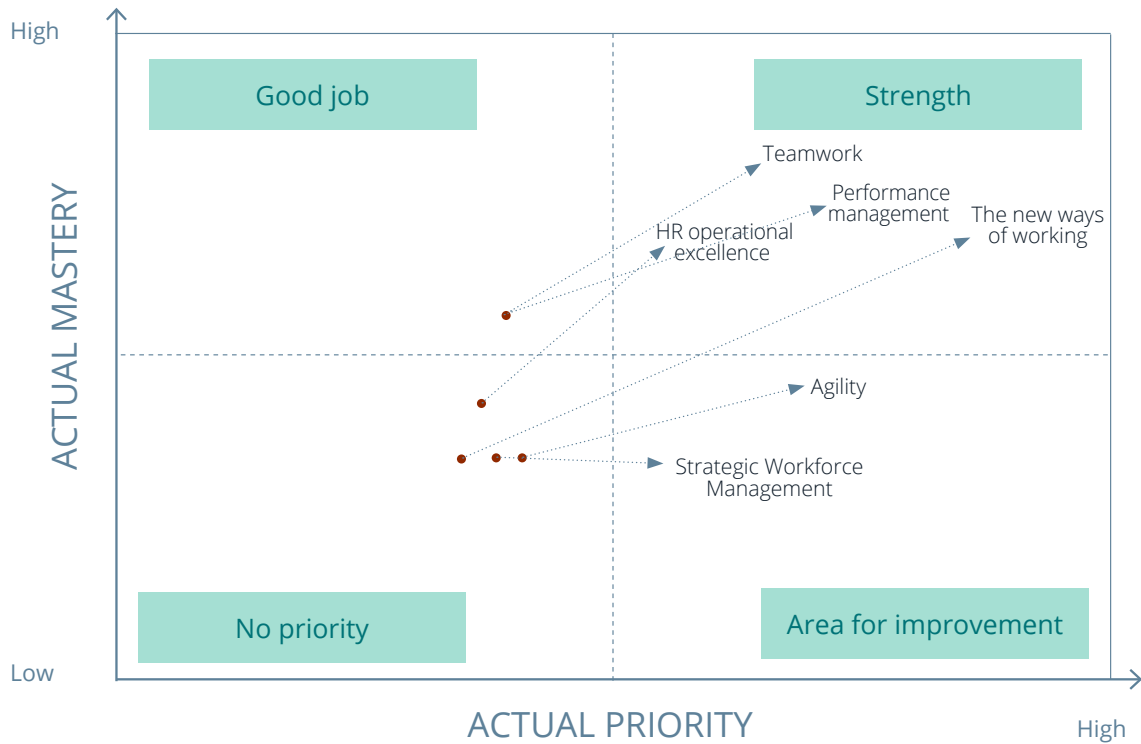 High
Good job
Strength
Teamwork
Performance
management
The new ways
of working
HR operational
excellence
ACTUAL MASTERY
Agility
Strategic Workforce
Management
No priority
Area for improvement
Low
ACTUAL PRIORITY
High